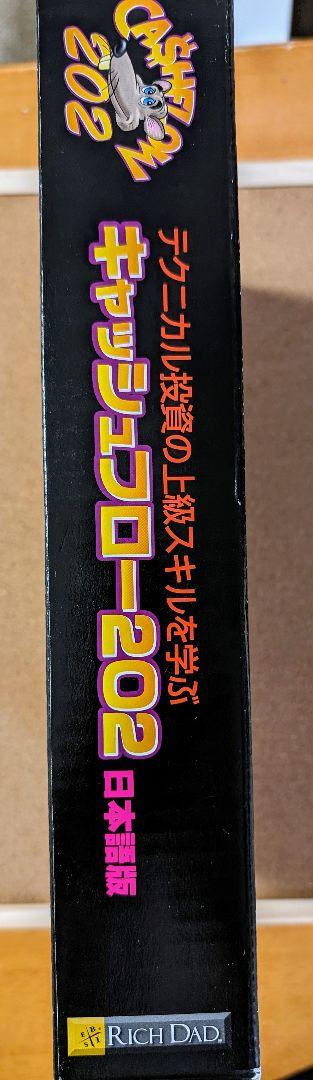 CASHFLOW
202
テクニカル投資の上級スキルを学ぶ
キャッシュフロー202 日本語版
E B
S I
RICH DAD®